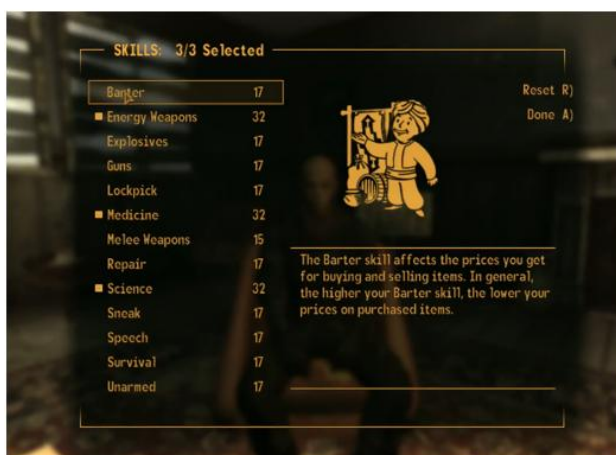 SKILLS: 3/3 Selected
Banter 17
Energy Weapons 32
Explosives 17
Guns 17
Lockpick 17
Medicine 32
Melee Weapons 15
Repair 17
Science 32
Sneak 17
Speech 17
Survival 17
Unarmed 17
Reset R)
Done A)
The Barter skill affects the prices you get
for buying and selling items. In general,
the higher your Barter skill, the lower your
prices on purchased items.